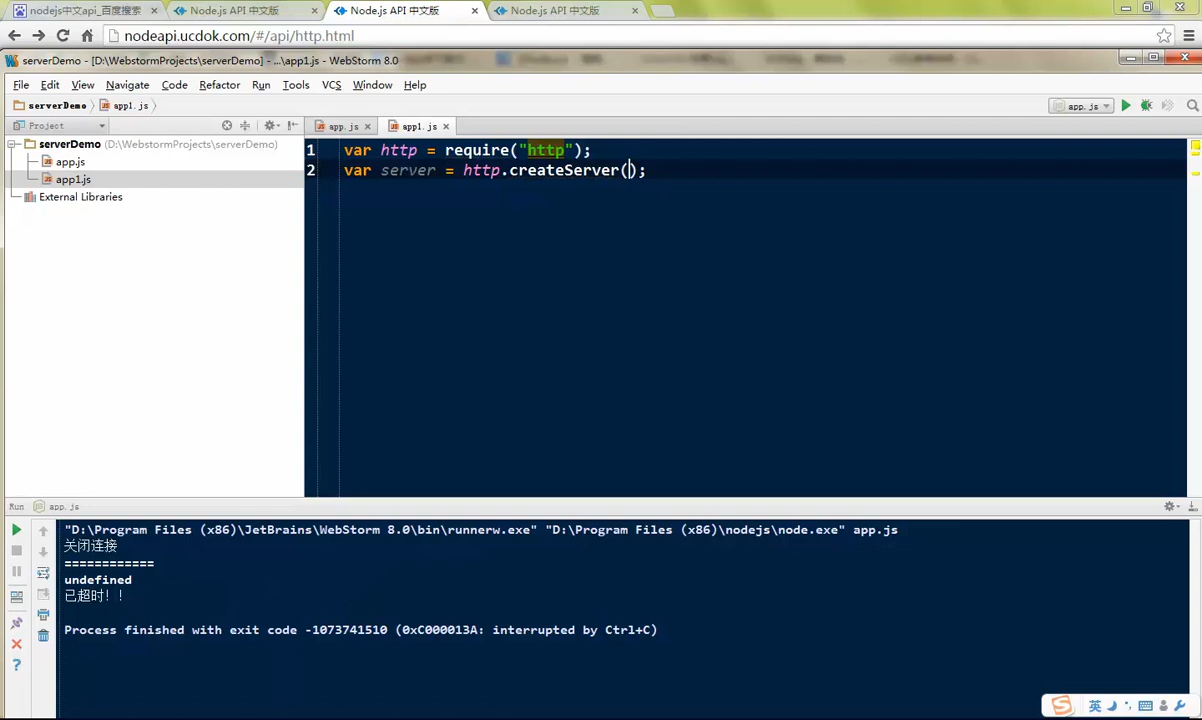 nodejs中文api_百度搜索 Node.js API 中文版 Node.js API 中文版 Node.js API 中文版
nodeapi.ucdok.com/#/api/http.html
serverDemo - [D:\WebstormProjects\serverDemo] - ...\app1.js - WebStorm 8.0
File Edit View Navigate Code Refactor Run Tools VCS Window Help
serverDemo app1.js app.js
Project app.js app1.js
serverDemo (D:\WebstormProjects\serverDemo)
app.js
app1.js
External Libraries
1 var http = require("http");
2 var server = http.createServer();
Run app.js
"D:\Program Files (x86)\JetBrains\WebStorm 8.0\bin\runnerw.exe" "D:\Program Files (x86)\nodejs\node.exe" app.js
关闭连接
============
undefined
已超时！！
Process finished with exit code -1073741510 (0xC000013A: interrupted by Ctrl+C)
英